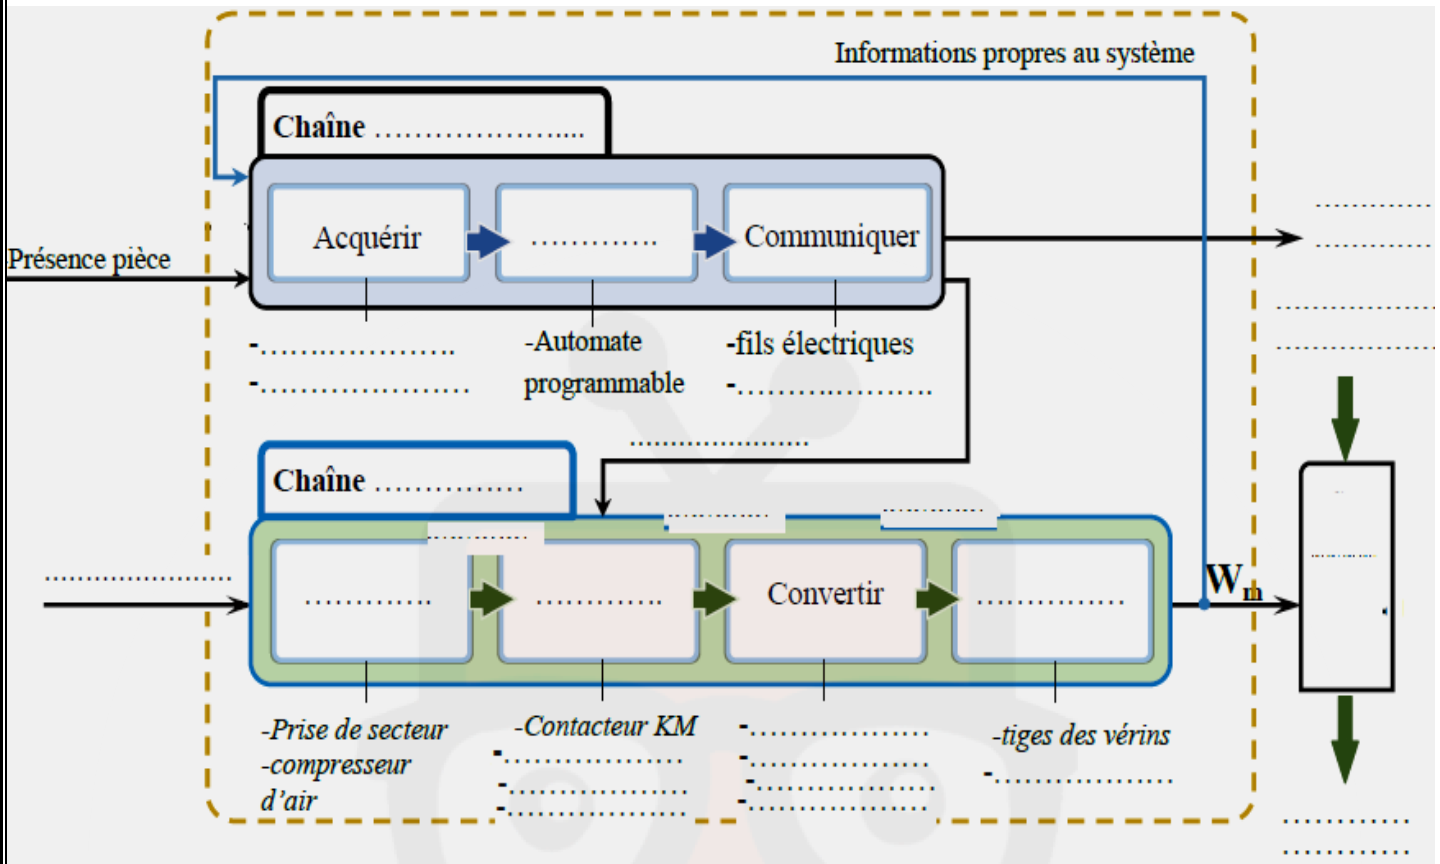 Informations propres au système
Chaîne .........................
Acquérir
.............
Communiquer
Présence pièce
-.......................
-.......................
-Automate
programmable
-fils électriques
-.......................
......................
Chaîne ...............
.............
.............
Convertir
...............
......................
Wm
-Prise de secteur
-compresseur
d’air
-Contacteur KM
-..................
-..................
-..................
-..................
-..................
-..................
-..................
-tiges des vérins
-..................